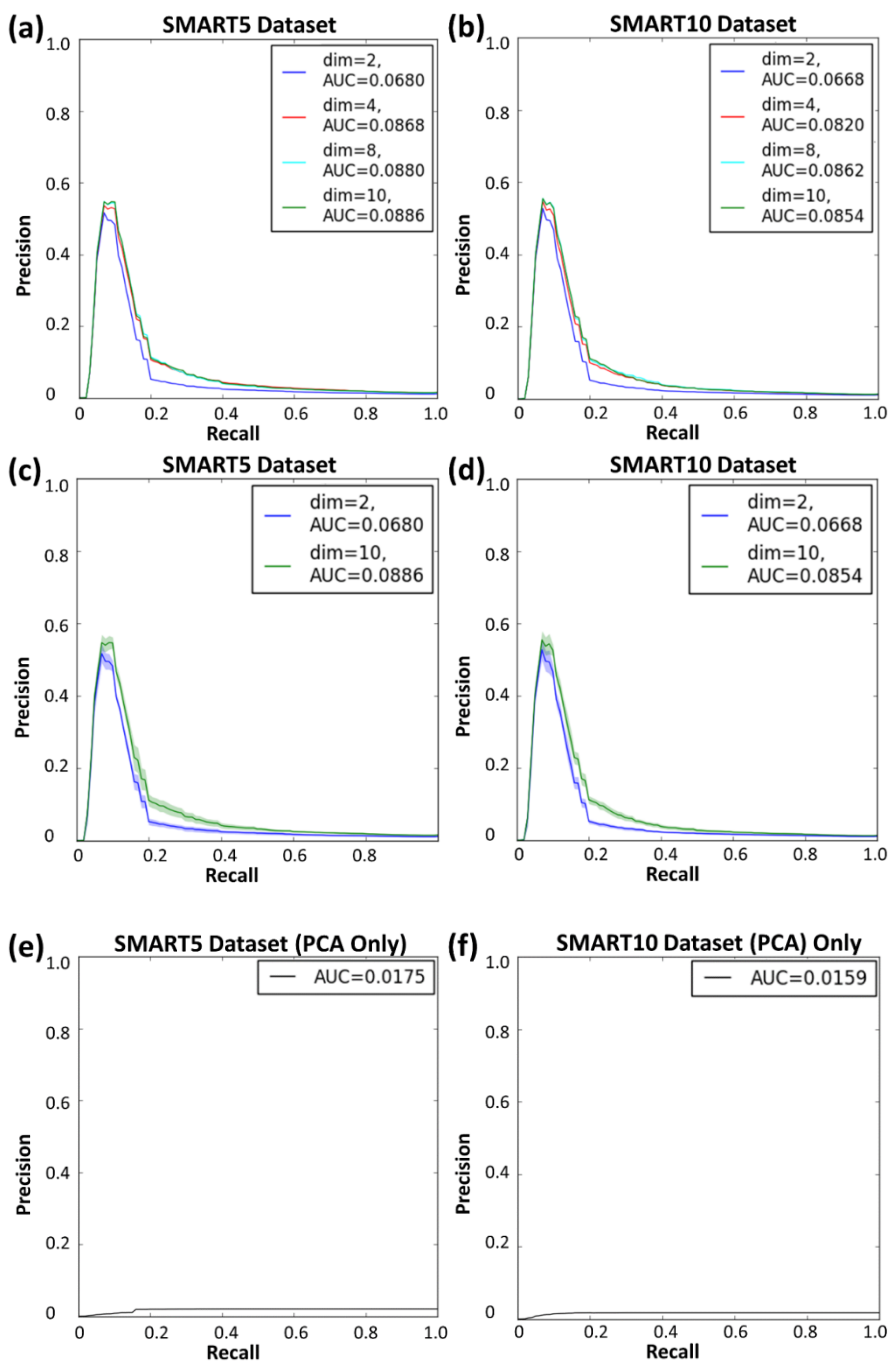 (a)
SMART5 Dataset
1.0
0.8
0.6
0.4
0.2
0
Precision
dim=2,
AUC=0.0680
dim=4,
AUC=0.0868
dim=8,
AUC=0.0880
dim=10,
AUC=0.0886
0 0.2 0.4 0.6 0.8 1.0
Recall
(b)
SMART10 Dataset
1.0
0.8
0.6
0.4
0.2
0
Precision
dim=2,
AUC=0.0668
dim=4,
AUC=0.0820
dim=8,
AUC=0.0862
dim=10,
AUC=0.0854
0 0.2 0.4 0.6 0.8 1.0
Recall
(c)
SMART5 Dataset
1.0
0.8
0.6
0.4
0.2
0
Precision
dim=2,
AUC=0.0680
dim=10,
AUC=0.0886
0 0.2 0.4 0.6 0.8 1.0
Recall
(d)
SMART10 Dataset
1.0
0.8
0.6
0.4
0.2
0
Precision
dim=2,
AUC=0.0668
dim=10,
AUC=0.0854
0 0.2 0.4 0.6 0.8 1.0
Recall
(e)
SMART5 Dataset (PCA Only)
1.0
0.8
0.6
0.4
0.2
0
Precision
AUC=0.0175
0 0.2 0.4 0.6 0.8 1.0
Recall
(f)
SMART10 Dataset (PCA) Only
1.0
0.8
0.6
0.4
0.2
0
Precision
AUC=0.0159
0 0.2 0.4 0.6 0.8 1.0
Recall